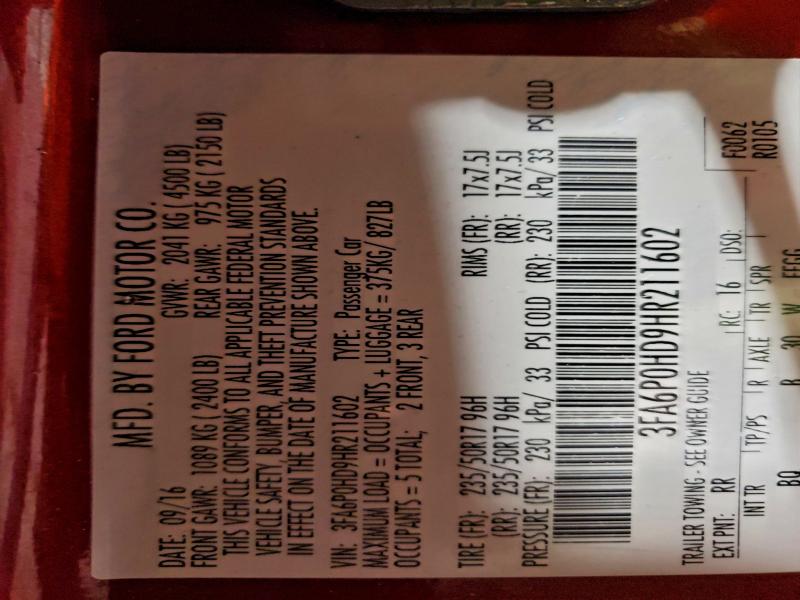 MFD. BY FORD MOTOR CO.
DATE: 09/16 GVWR: 2041 KG ( 4500 LB)
FRONT GAWR: 1089 KG ( 2400 LB) REAR GAWR: 975 KG ( 2150 LB)
THIS VEHICLE CONFORMS TO ALL APPLICABLE FEDERAL MOTOR
VEHICLE SAFETY, BUMPER, AND THEFT PREVENTION STANDARDS
IN EFFECT ON THE DATE OF MANUFACTURE SHOWN ABOVE.
VIN: 3FA6P0HD9HR211602 TYPE: Passenger Car
MAXIMUM LOAD = OCCUPANTS + LUGGAGE = 375KG/ 827LB
OCCUPANTS = 5 TOTAL; 2 FRONT, 3 REAR
TIRE (FR): 235/50R17 96H RIMS (FR): 17x7.5J
(RR): 235/50R17 96H (RR): 17x7.5J
PRESSURE (FR): 230 kPa/ 33 PSI COLD (RR): 230 kPa/ 33 PSI COLD
3FA6P0HD9HR211602
TRAILER TOWING - SEE OWNER GUIDE
F0062
R0105
EXT PNT: RR RC: 16 DSO:
INT TR TP/PS R AXLE TR SPR
BQ B 30 W EEGG